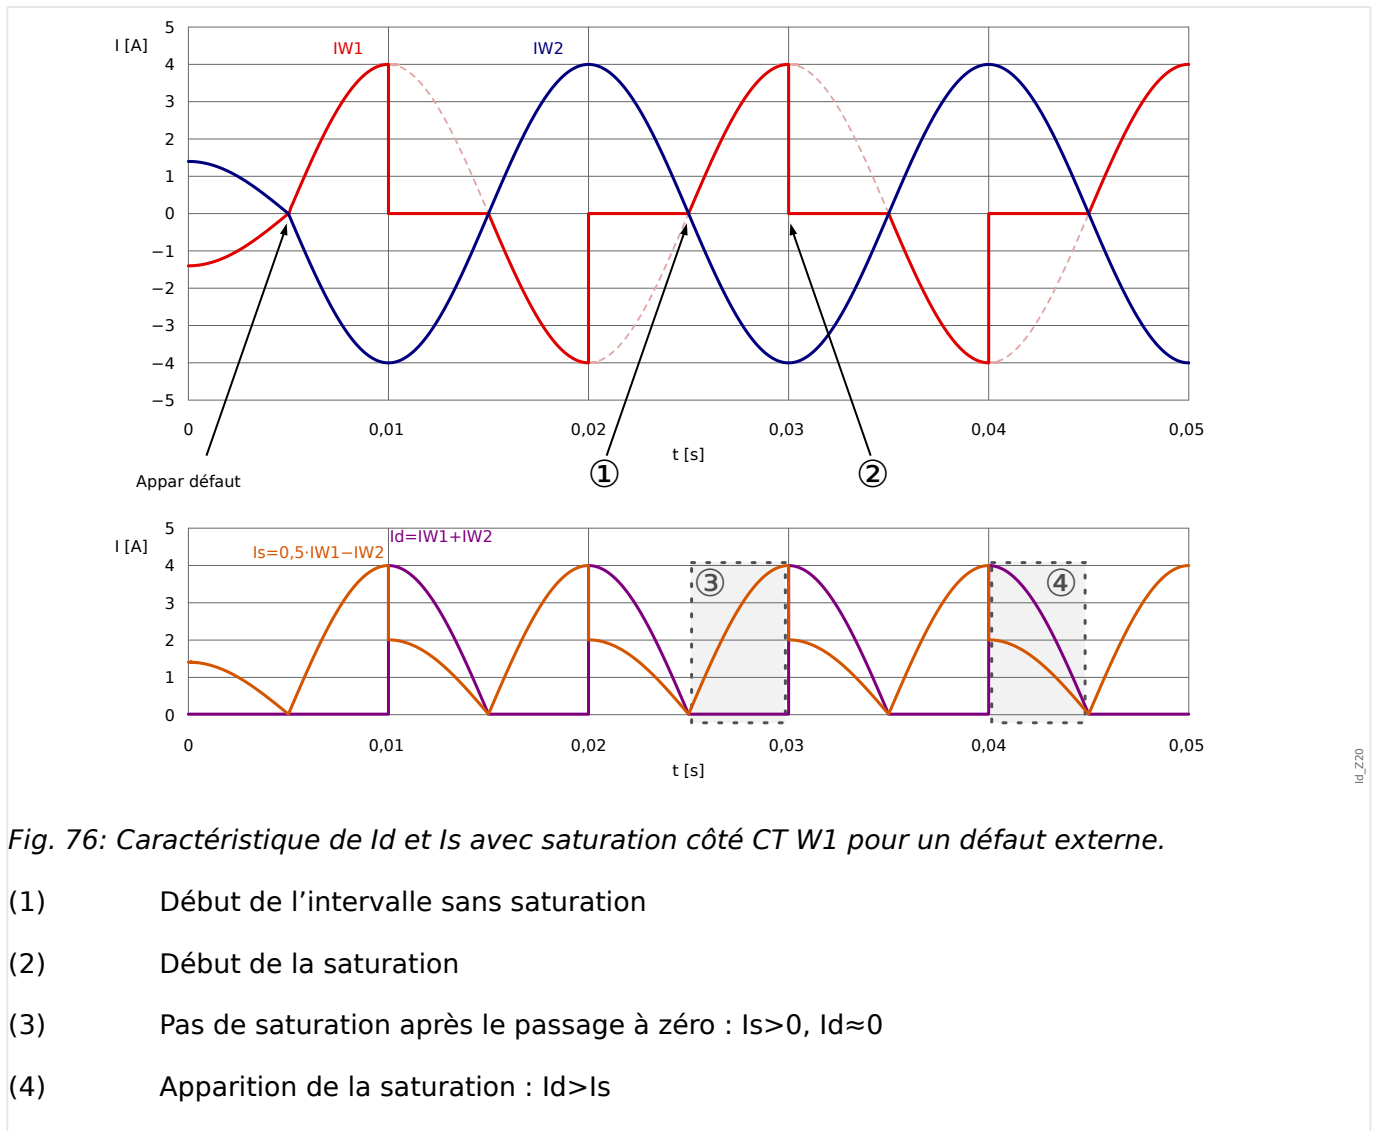 I [A]
IW1
IW2
5
4
3
2
1
0
−1
−2
−3
−4
−5
0
0,01
0,02
0,03
0,04
0,05
t [s]
Appar défaut
①
②
I [A]
Is=0,5·IW1−IW2
Id=IW1+IW2
5
4
3
2
1
0
③
④
0
0,01
0,02
0,03
0,04
0,05
t [s]
Id_Z20
Fig. 76: Caractéristique de Id et Is avec saturation côté CT W1 pour un défaut externe.
(1) Début de l’intervalle sans saturation
(2) Début de la saturation
(3) Pas de saturation après le passage à zéro : Is>0, Id≈0
(4) Apparition de la saturation : Id>Is